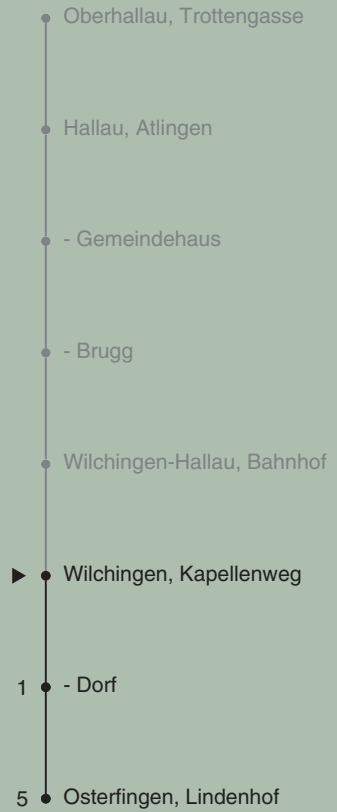 Oberhallau, Trottengasse
Hallau, Atlingen
- Gemeindehaus
- Brugg
Wilchingen-Hallau, Bahnhof
Wilchingen, Kapellenweg
1 - Dorf
5 Osterfingen, Lindenhof